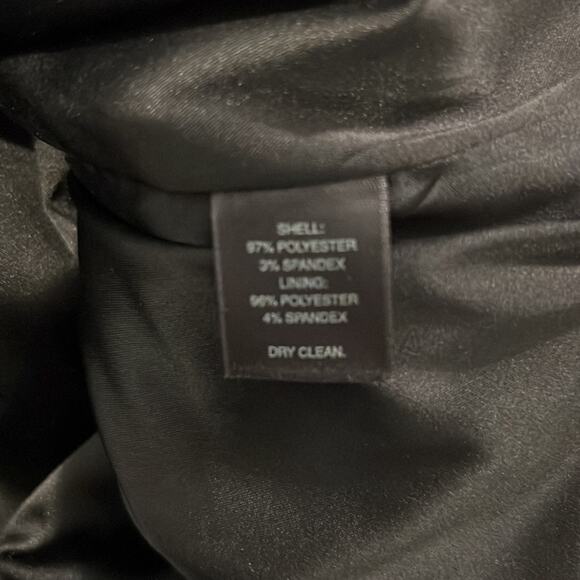 SHELL:
97% POLYESTER
3% SPANDEX
LINING:
96% POLYESTER
4% SPANDEX
DRY CLEAN.